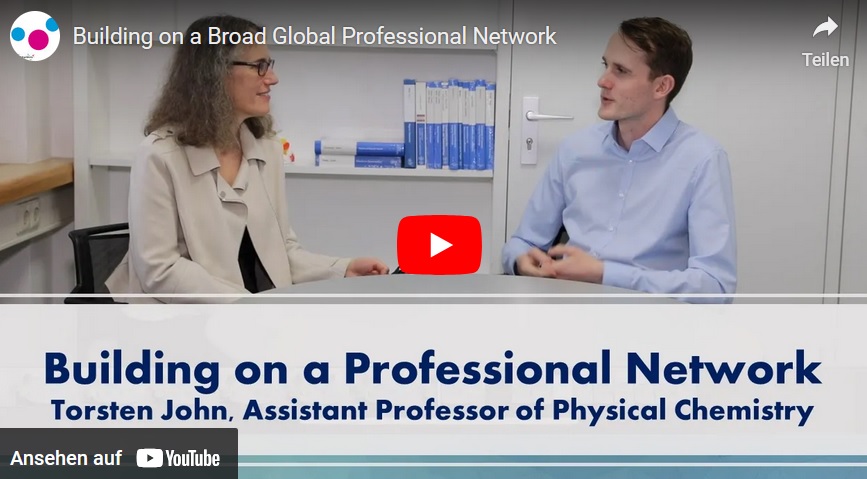 Building on a Broad Global Professional Network
Teilen
Building on a Professional Network
Torsten John, Assistant Professor of Physical Chemistry
Ansehen auf YouTube